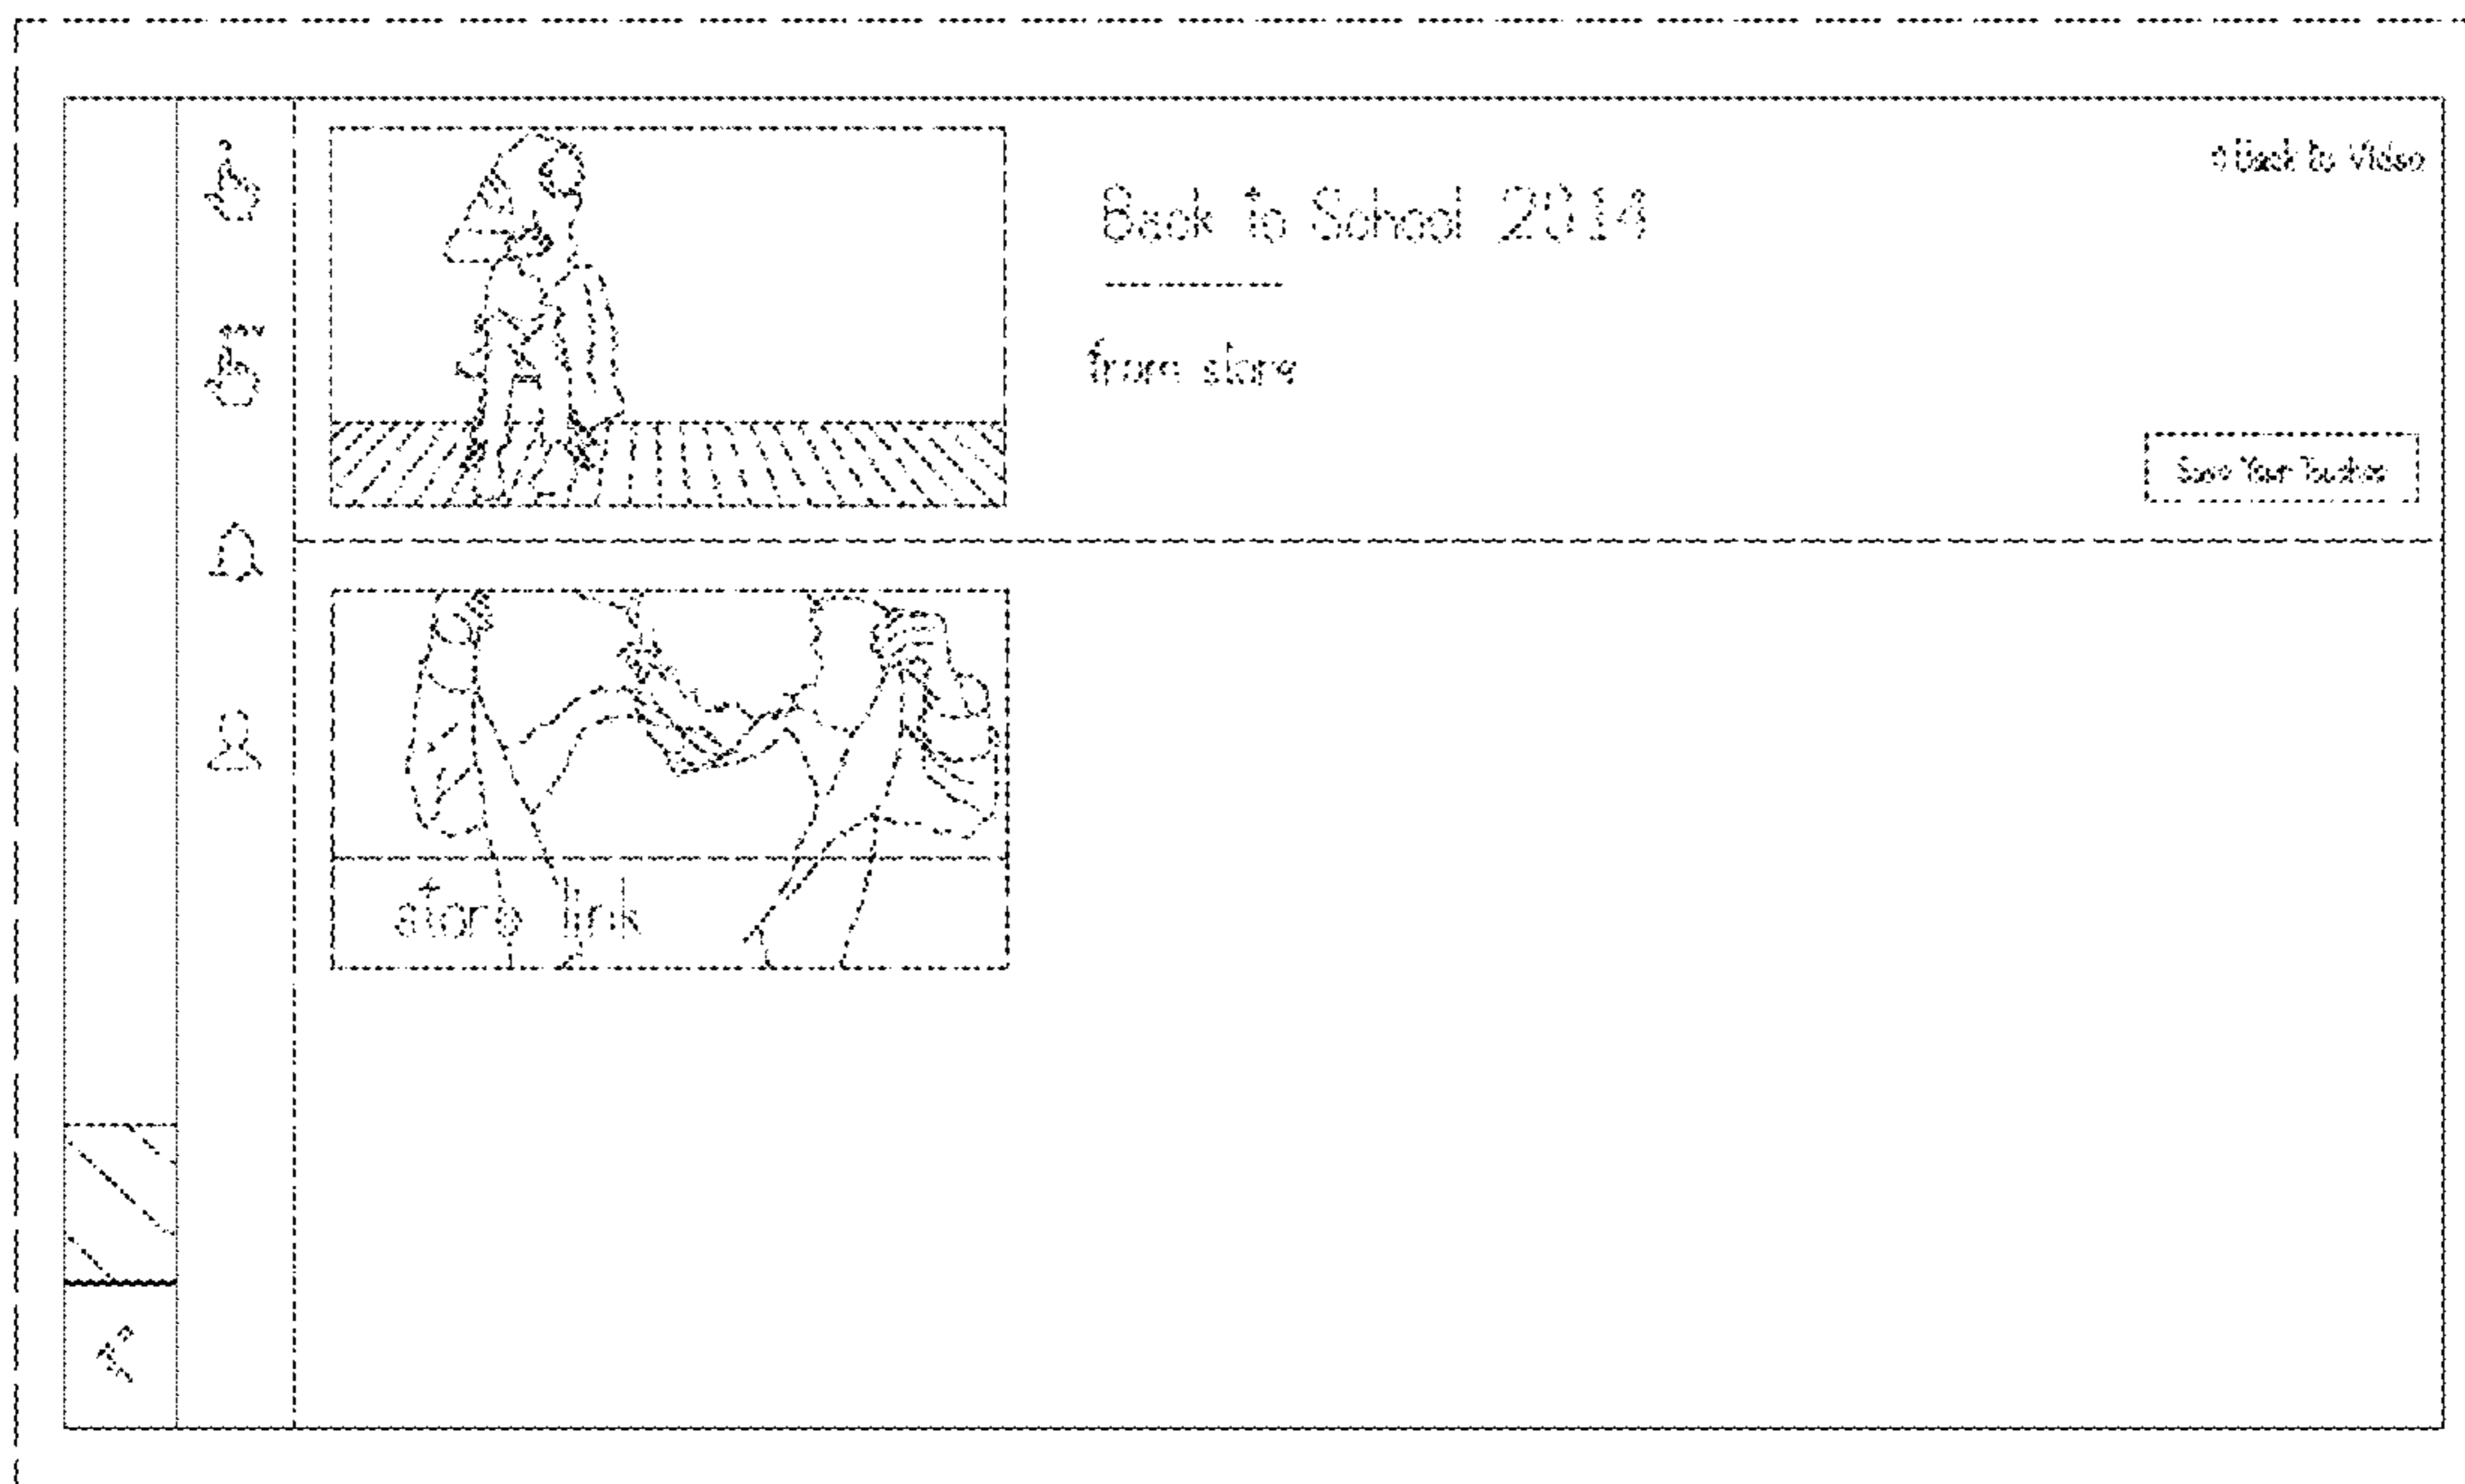 Back to Video
Back to School 2014
from store
Save Your Touches
store link